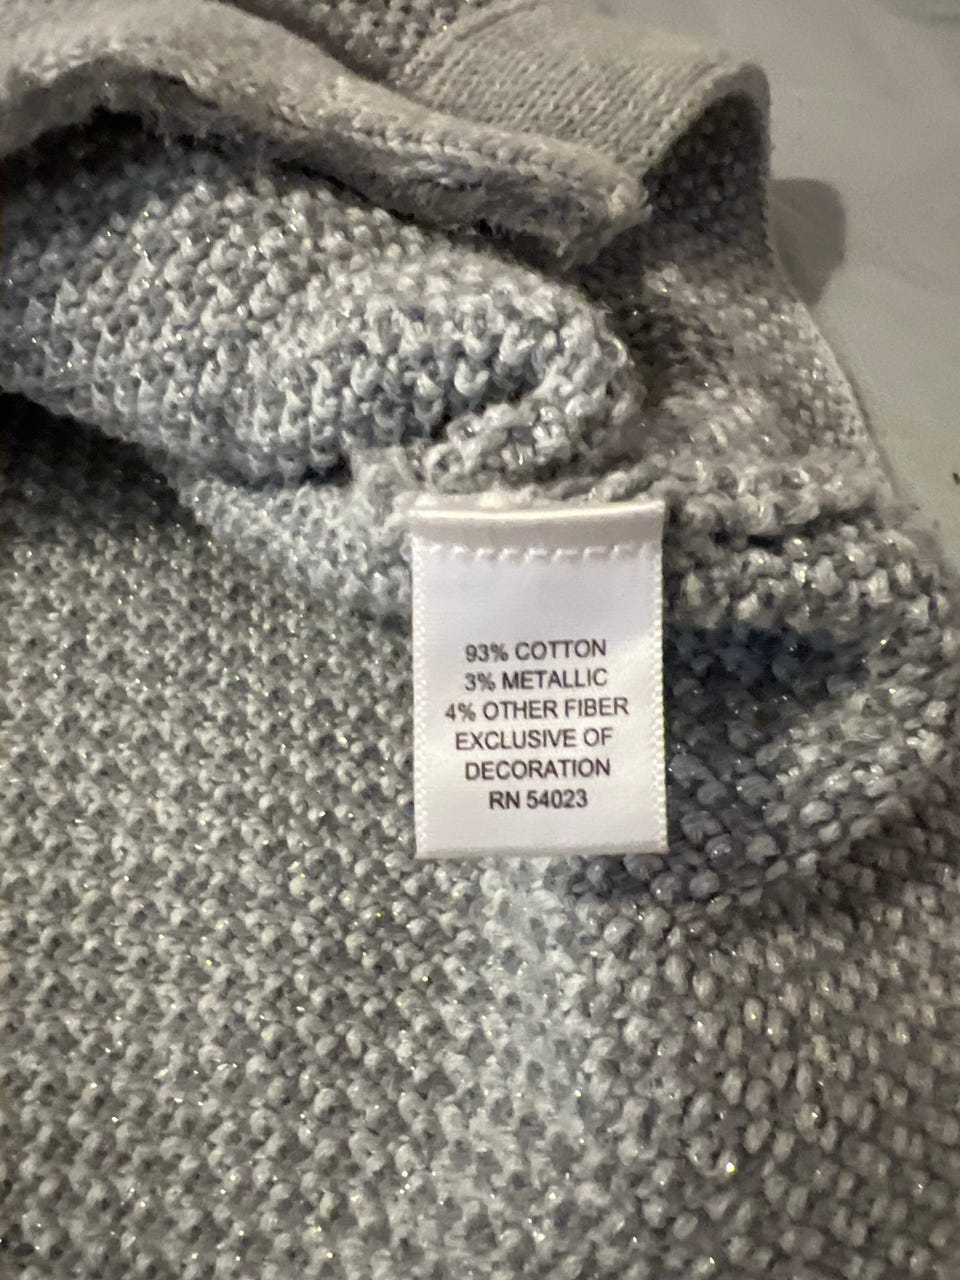 93% COTTON
3% METALLIC
4% OTHER FIBER
EXCLUSIVE OF
DECORATION
RN 54023